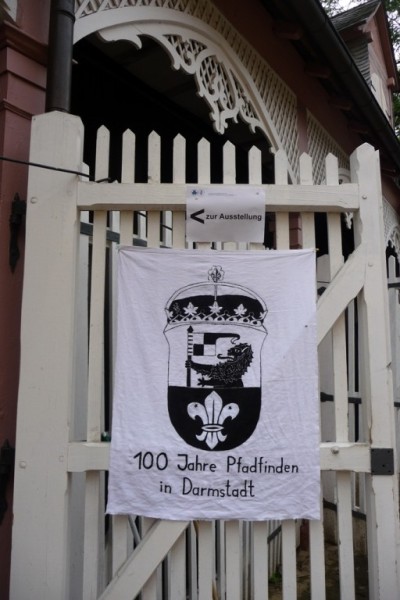 < zur Ausstellung
100 Jahre Pfadfinden
in Darmstadt